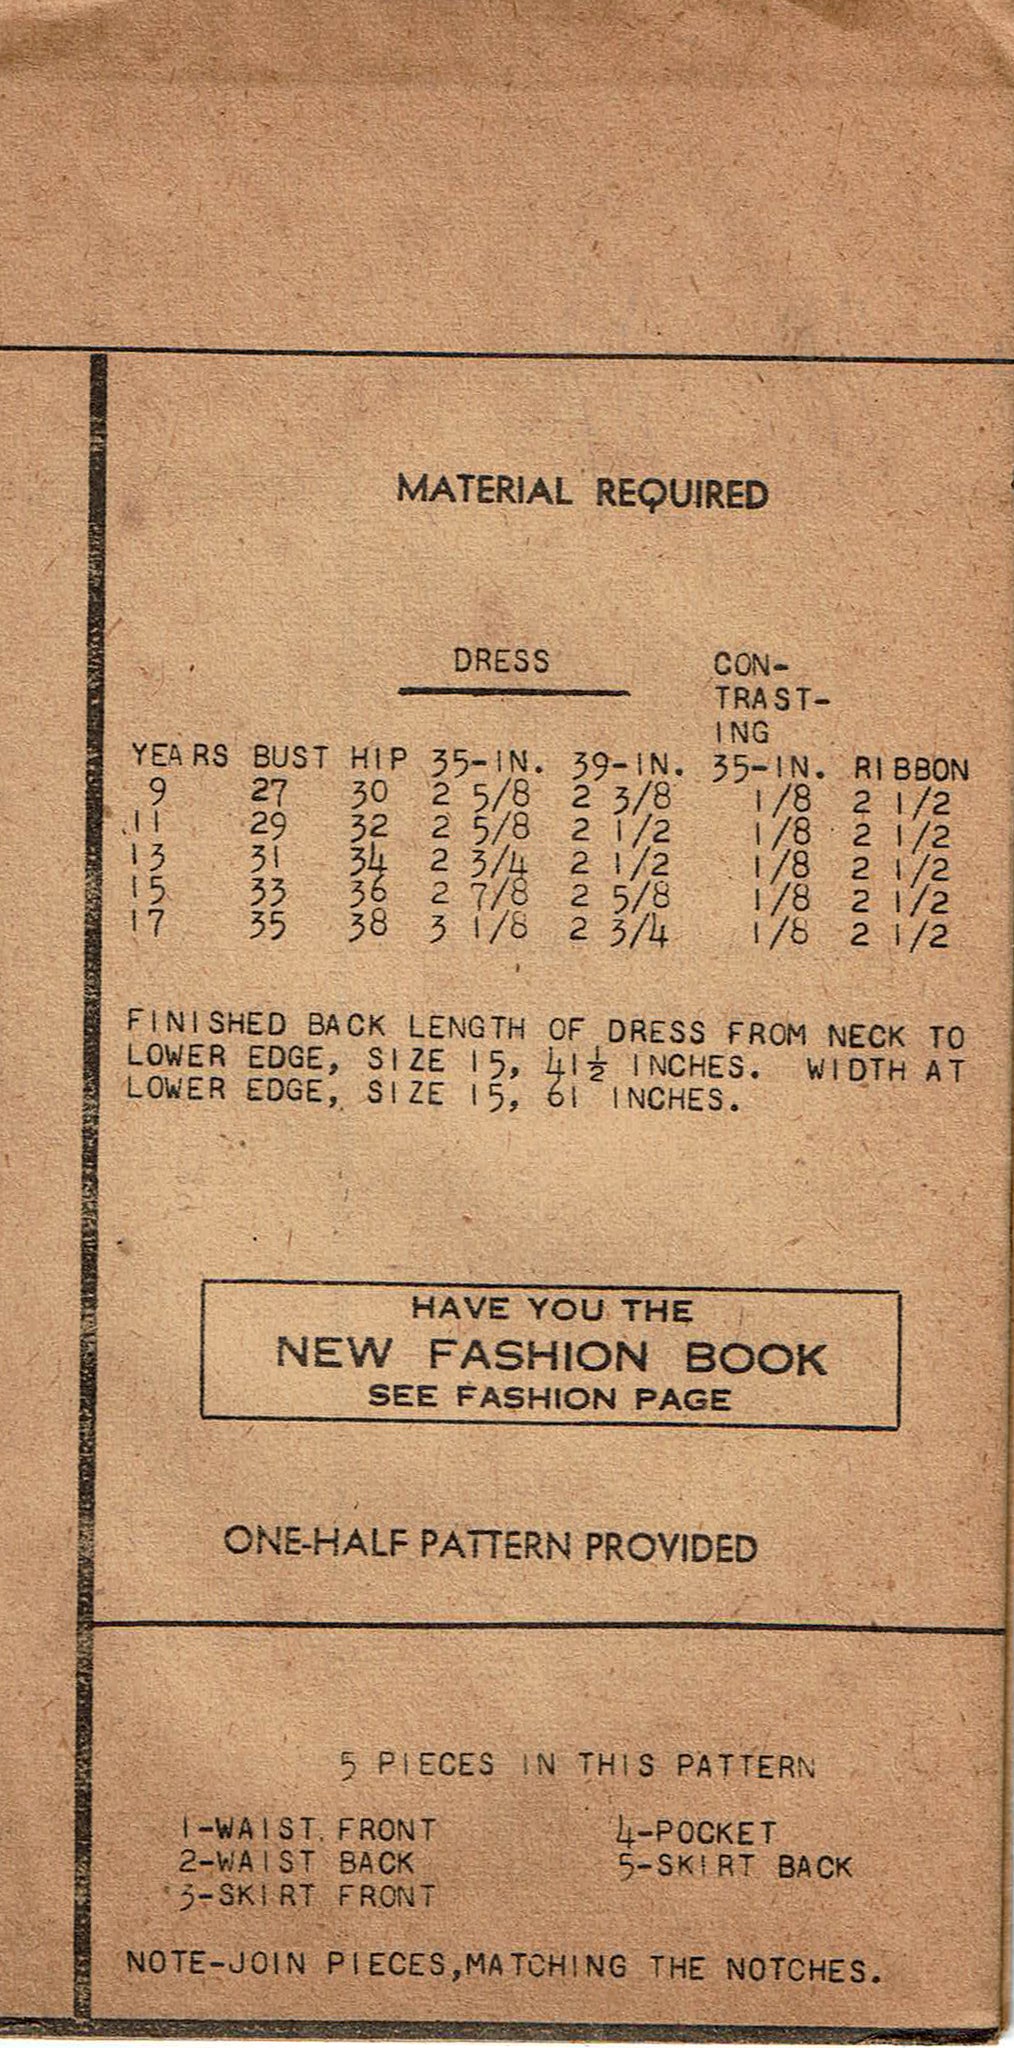 MATERIAL REQUIRED
DRESS CON-
TRAST-
ING
YEARS BUST HIP 35-IN. 39-IN. 35-IN. RIBBON
9 27 30 2 5/8 2 3/8 1/8 2 1/2
11 29 32 2 5/8 2 1/2 1/8 2 1/2
13 31 34 2 3/4 2 1/2 1/8 2 1/2
15 33 36 2 7/8 2 5/8 1/8 2 1/2
17 35 38 3 1/8 2 3/4 1/8 2 1/2
FINISHED BACK LENGTH OF DRESS FROM NECK TO
LOWER EDGE, SIZE 15, 41½ INCHES. WIDTH AT
LOWER EDGE, SIZE 15, 61 INCHES.
HAVE YOU THE
NEW FASHION BOOK
SEE FASHION PAGE
ONE-HALF PATTERN PROVIDED
5 PIECES IN THIS PATTERN
1-WAIST FRONT 4-POCKET
2-WAIST BACK 5-SKIRT BACK
3-SKIRT FRONT
NOTE-JOIN PIECES,MATCHING THE NOTCHES.